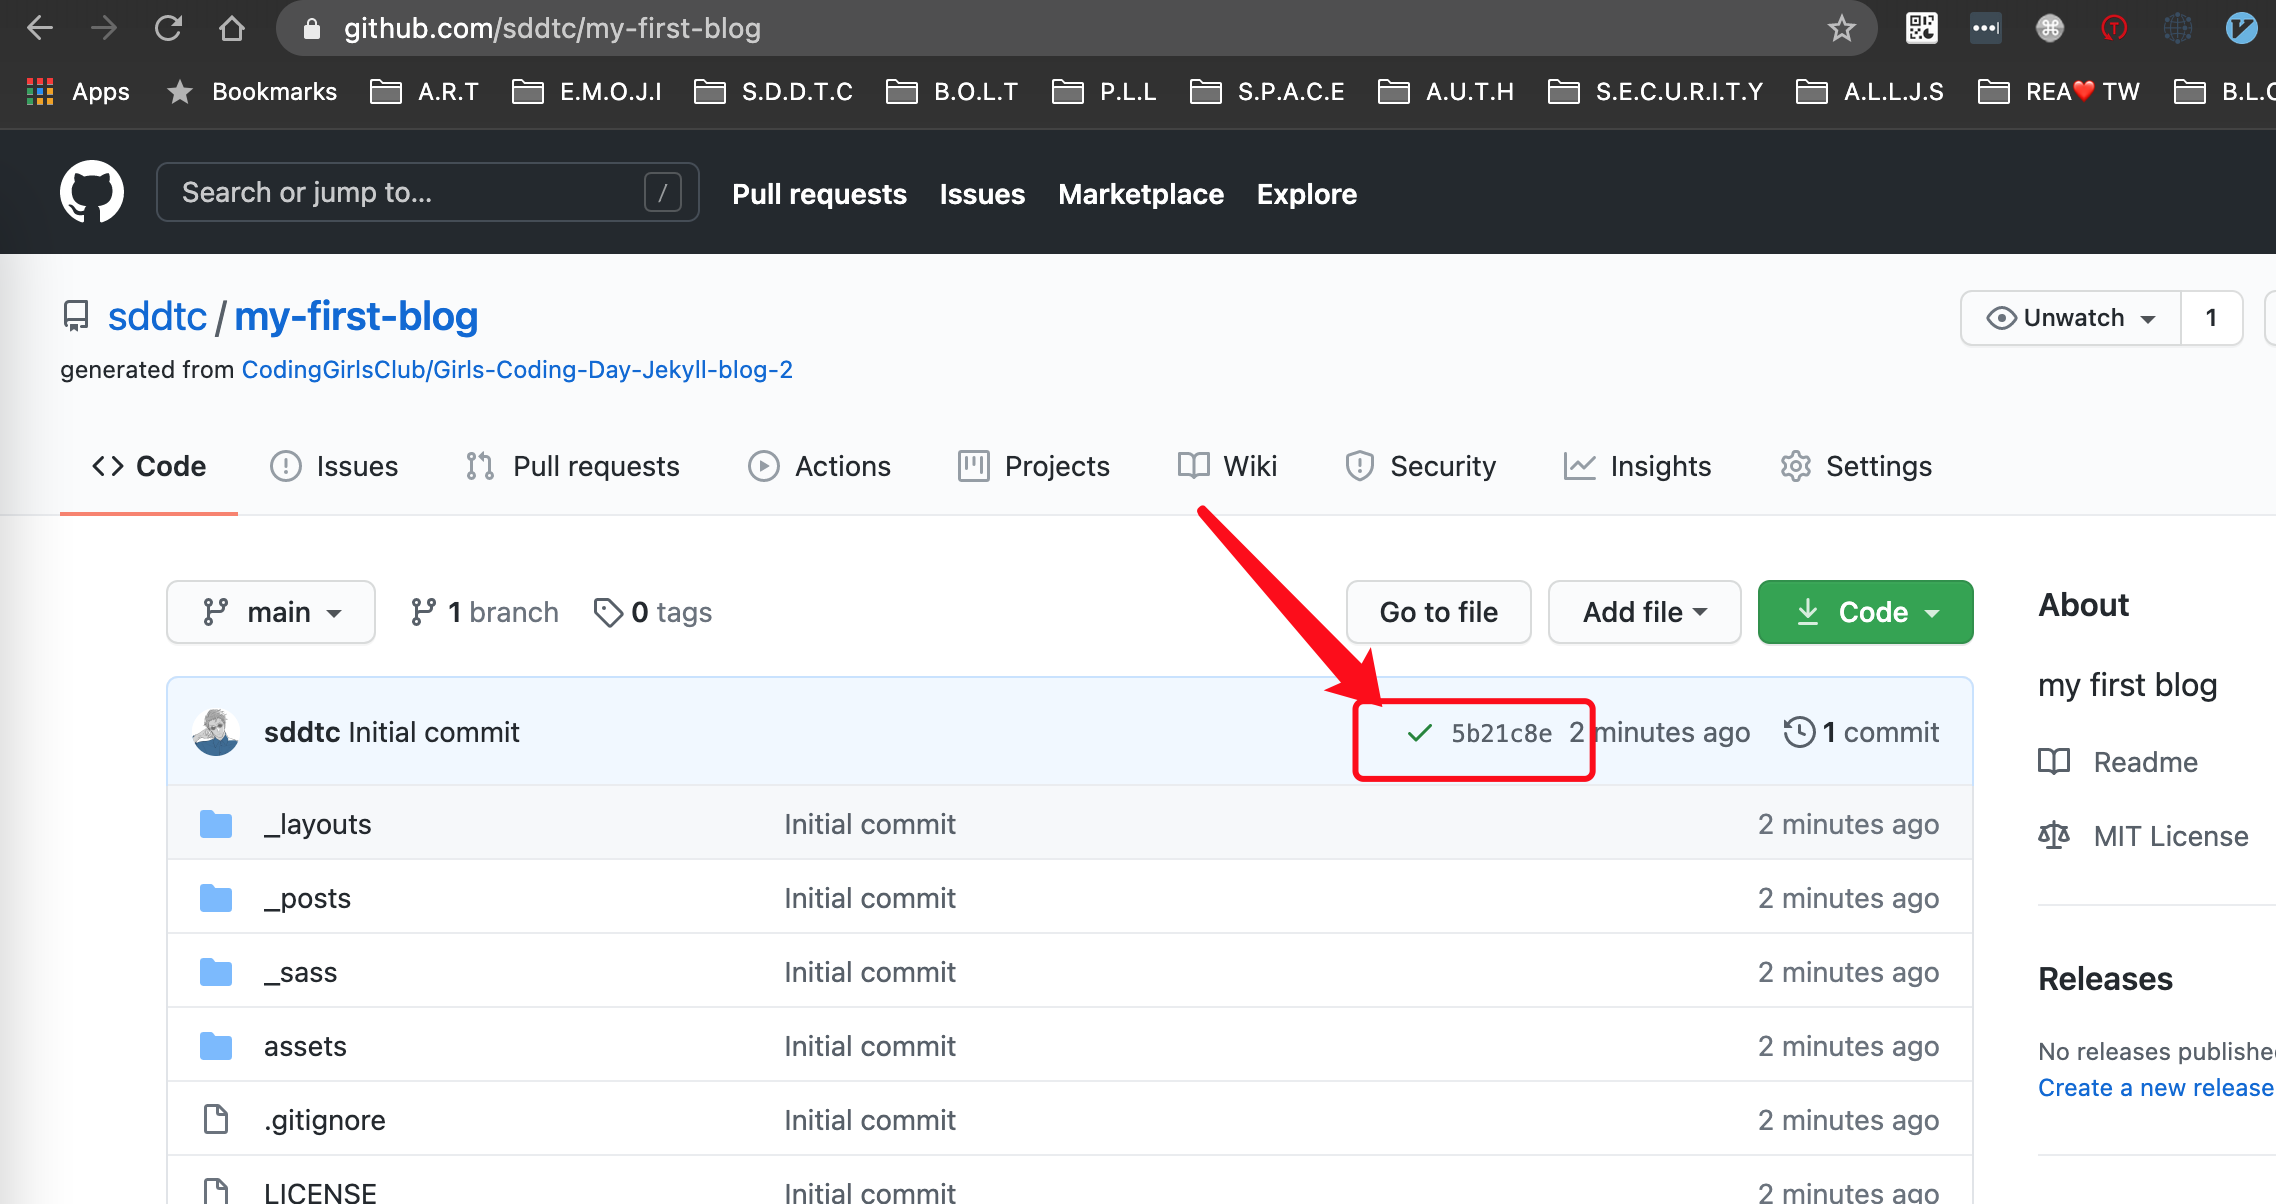 github.com/sddtc/my-first-blog
Apps Bookmarks A.R.T E.M.O.J.I S.D.D.T.C B.O.L.T P.L.L S.P.A.C.E A.U.T.H S.E.C.U.R.I.T.Y A.L.L.J.S REA❤️TW B.L.
Search or jump to... / Pull requests Issues Marketplace Explore
sddtc / my-first-blog Unwatch 1
generated from CodingGirlsClub/Girls-Coding-Day-Jekyll-blog-2
Code Issues Pull requests Actions Projects Wiki Security Insights Settings
main 1 branch 0 tags Go to file Add file Code
About
my first blog
sddtc Initial commit 5b21c8e 2 minutes ago 1 commit
Readme
_layouts Initial commit 2 minutes ago
MIT License
_posts Initial commit 2 minutes ago
_sass Initial commit 2 minutes ago
Releases
assets Initial commit 2 minutes ago
No releases publishe
Create a new release
.gitignore Initial commit 2 minutes ago
LICENSE Initial commit 2 minutes ago